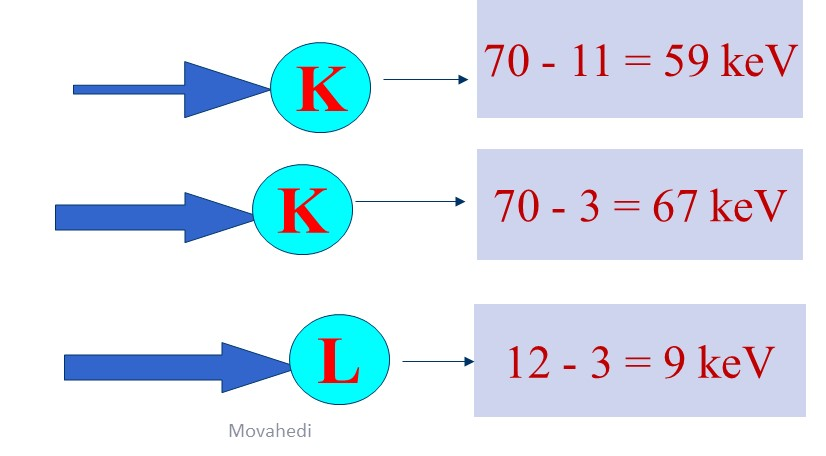 K
70 - 11 = 59 keV
K
70 - 3 = 67 keV
L
12 - 3 = 9 keV
Movahedi